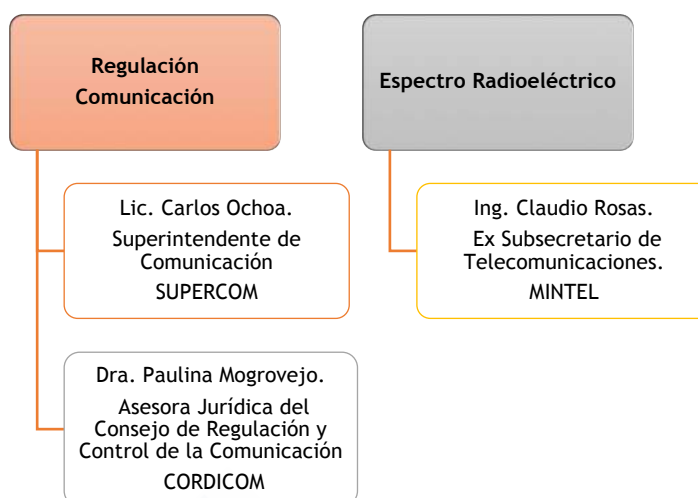 Regulación
Comunicación
Lic. Carlos Ochoa.
Superintendente de
Comunicación
SUPERCOM
Dra. Paulina Mogrovejo.
Asesora Jurídica del
Consejo de Regulación y
Control de la Comunicación
CORDICOM
Espectro Radioeléctrico
Ing. Claudio Rosas.
Ex Subsecretario de
Telecomunicaciones.
MINTEL